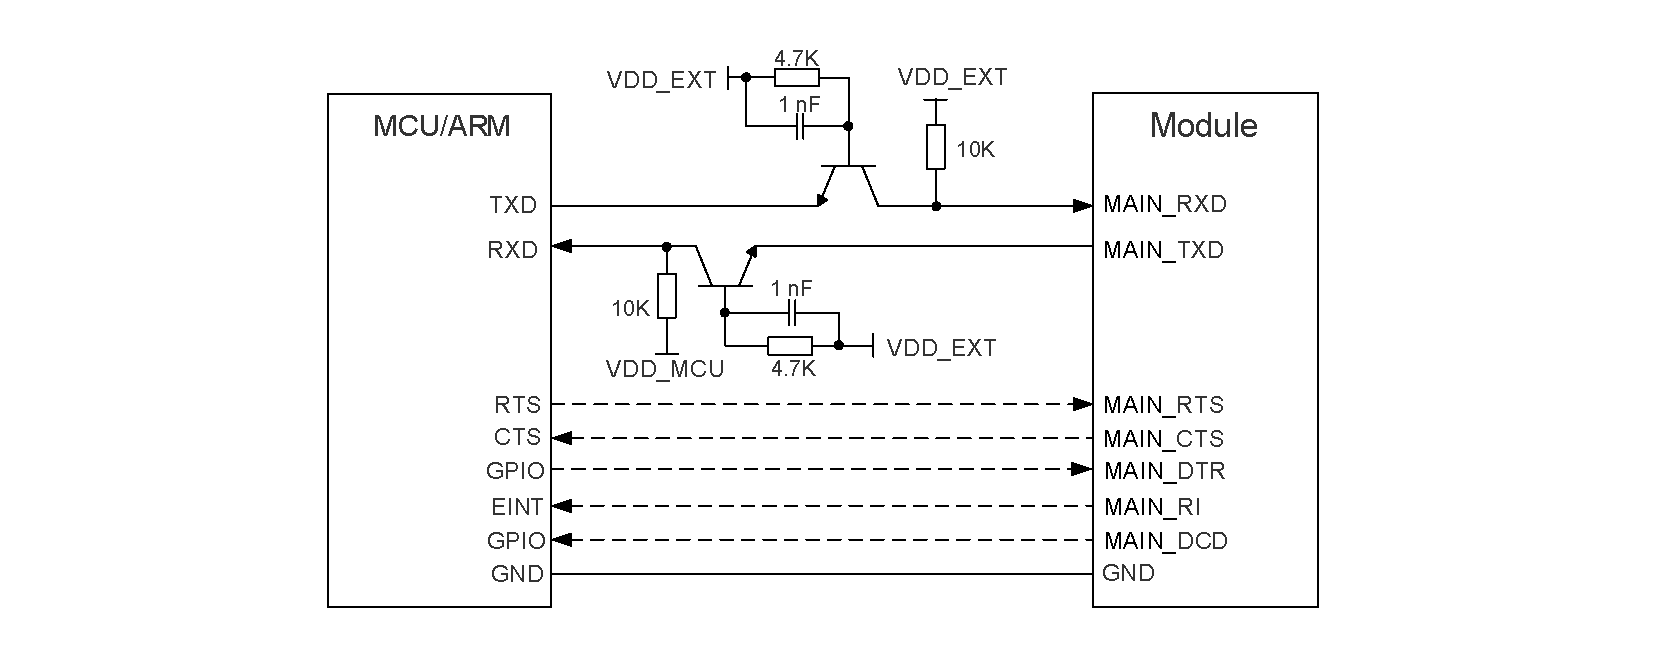 4.7K
VDD_EXT
VDD_EXT
1 nF
MCU/ARM
Module
10K
TXD
MAIN_RXD
RXD
MAIN_TXD
1 nF
10K
VDD_EXT
VDD_MCU
4.7K
RTS
MAIN_RTS
CTS
MAIN_CTS
GPIO
MAIN_DTR
EINT
MAIN_RI
GPIO
MAIN_DCD
GND
GND